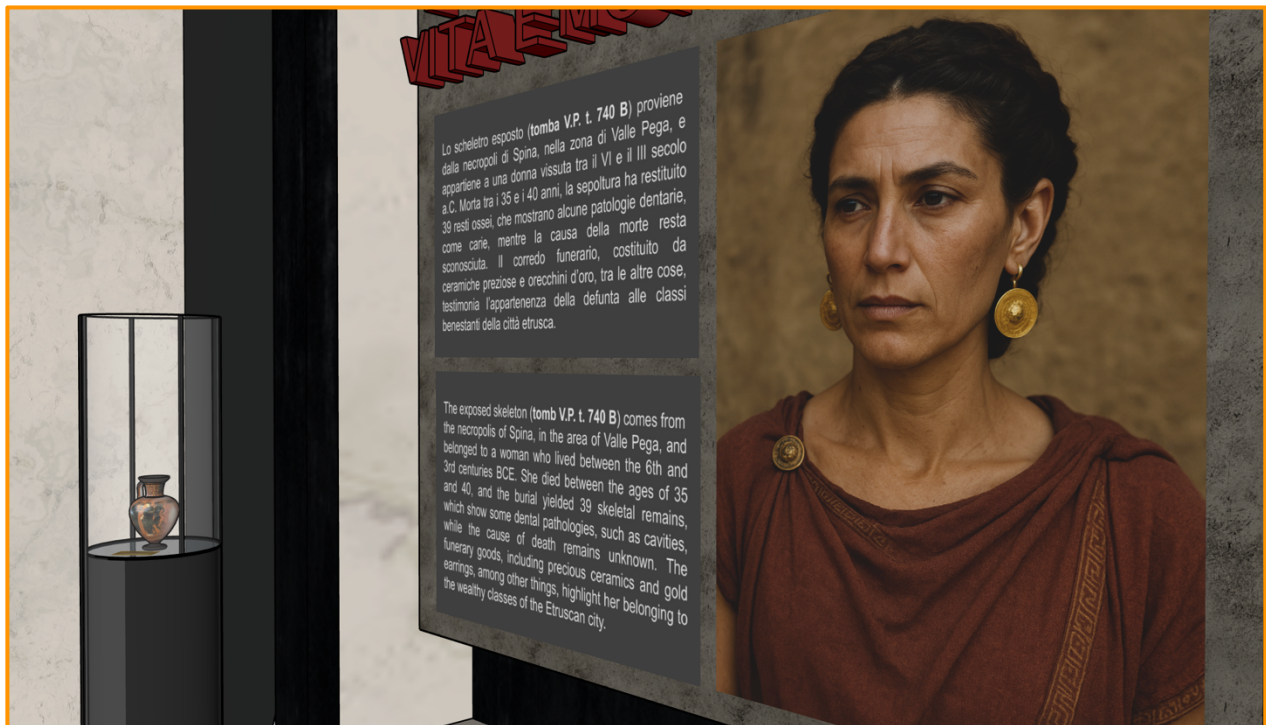 VITA E MO
Lo scheletro esposto (tomba V.P. t. 740 B) proviene
dalla necropoli di Spina, nella zona di Valle Pega, e
appartiene a una donna vissuta tra il VI e il III secolo
a.C. Morta tra i 35 e i 40 anni, la sepoltura ha restituito
39 resti ossei, che mostrano alcune patologie dentarie,
come carie, mentre la causa della morte resta
sconosciuta. Il corredo funerario, costituito da
ceramiche preziose e orecchini d'oro, tra le altre cose,
testimonia l'appartenenza della defunta alle classi
benestanti della città etrusca.
The exposed skeleton (tomb V.P. t. 740 B) comes from
the necropolis of Spina, in the area of Valle Pega, and
belonged to a woman who lived between the 6th and
3rd centuries BCE. She died between the ages of 35
and 40, and the burial yielded 39 skeletal remains,
which show some dental pathologies, such as cavities,
while the cause of death remains unknown. The
funerary goods, including precious ceramics and gold
earrings, among other things, highlight her belonging to
the wealthy classes of the Etruscan city.